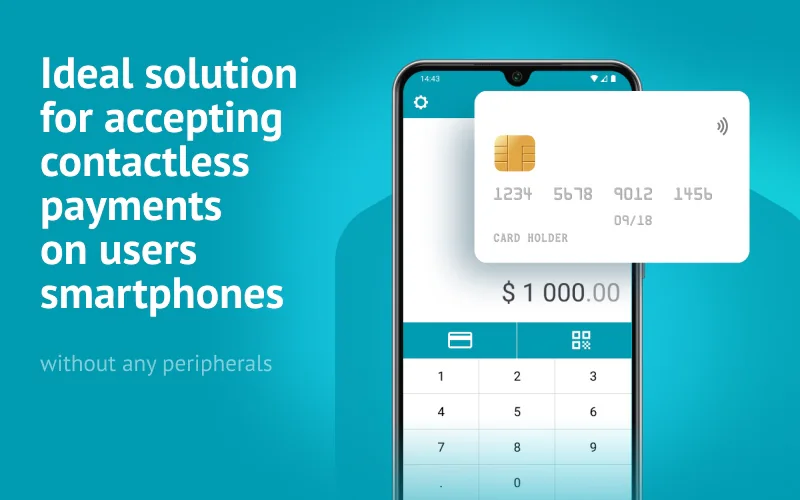 Ideal solution
for accepting
contactless
payments
on users
smartphones
without any peripherals
14:43
1234 5678 9012 1456
09/18
CARD HOLDER
$ 1 000.00
1 2 3
4 5 6
7 8 9
. 0